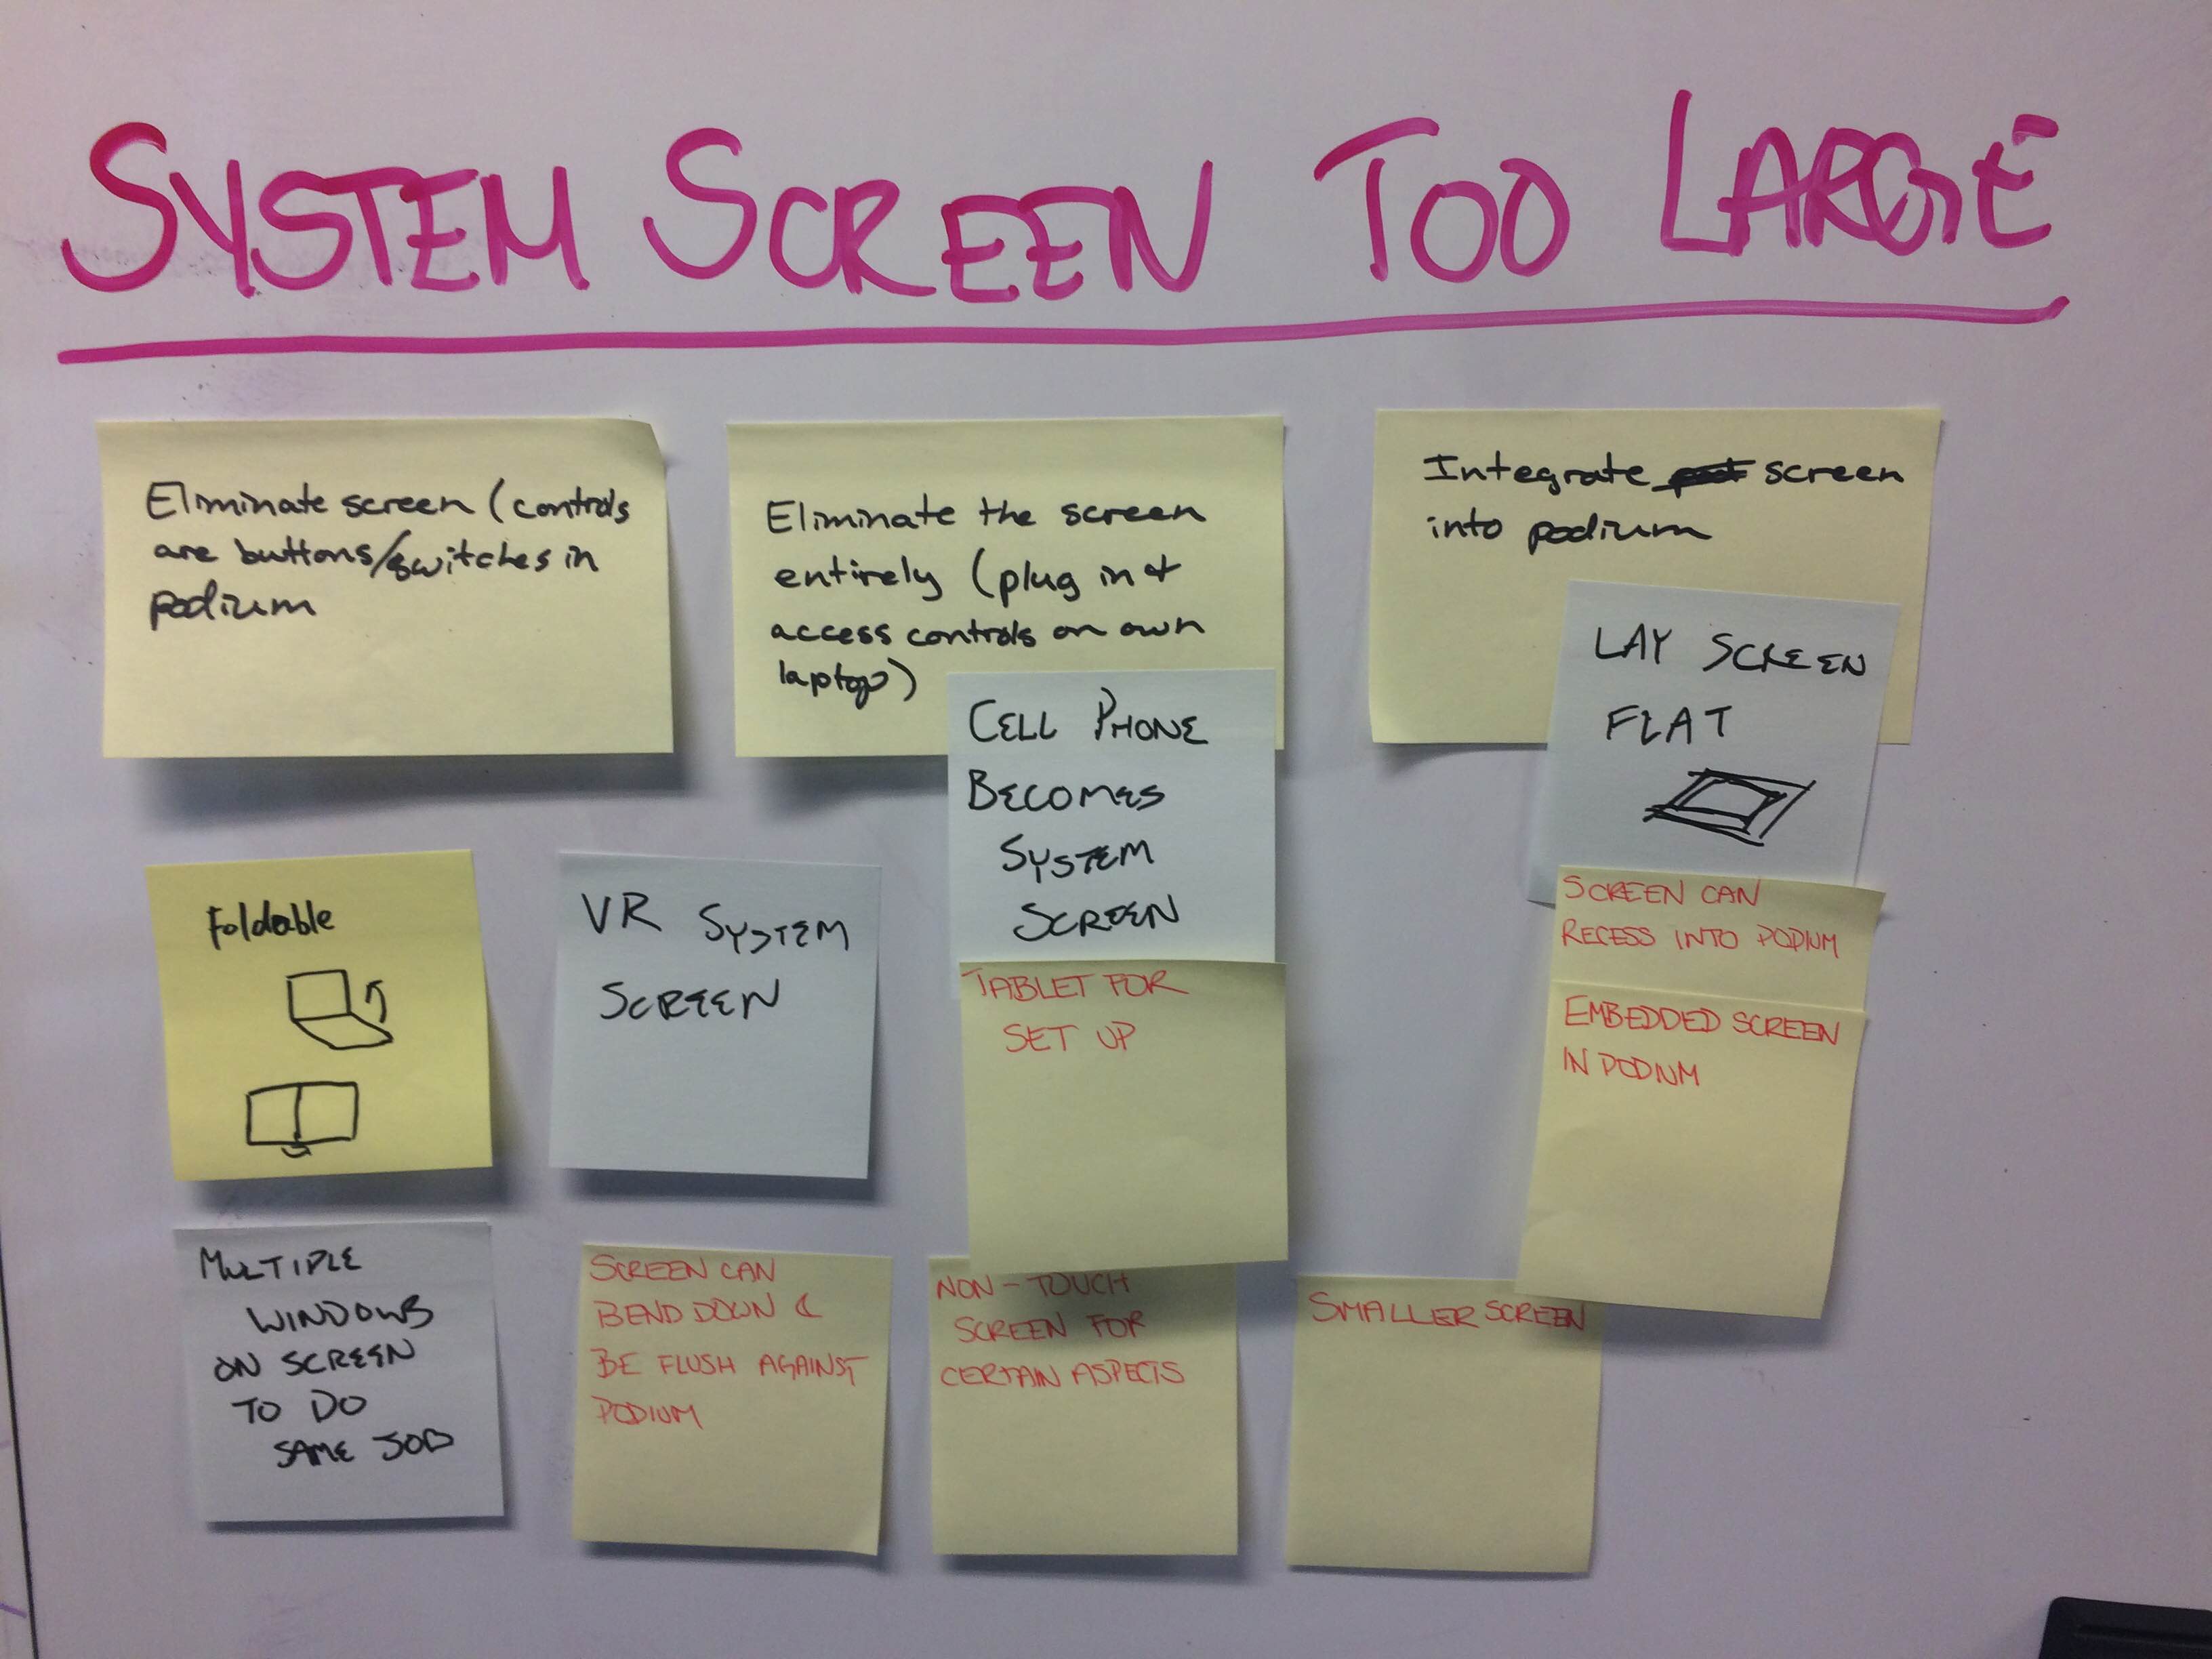 SYSTEM SCREEN TOO LARGE
Eliminate screen (controls
are buttons/switches in
podium
Eliminate the screen
entirely (plug in &
access controls on own
laptop)
Integrate screen
into podium
CELL PHONE
BECOMES
SYSTEM
SCREEN
LAY SCREEN
FLAT
Foldable
VR SYSTEM
SCREEN
TABLET FOR
SET UP
SCREEN CAN
RECESS INTO PODIUM
EMBEDDED SCREEN
IN PODIUM
MULTIPLE
WINDOWS
ON SCREEN
TO DO
SAME JOB
SCREEN CAN
BEND DOWN &
BE FLUSH AGAINST
PODIUM
NON-TOUCH
SCREEN FOR
CERTAIN ASPECTS
SMALLER SCREEN